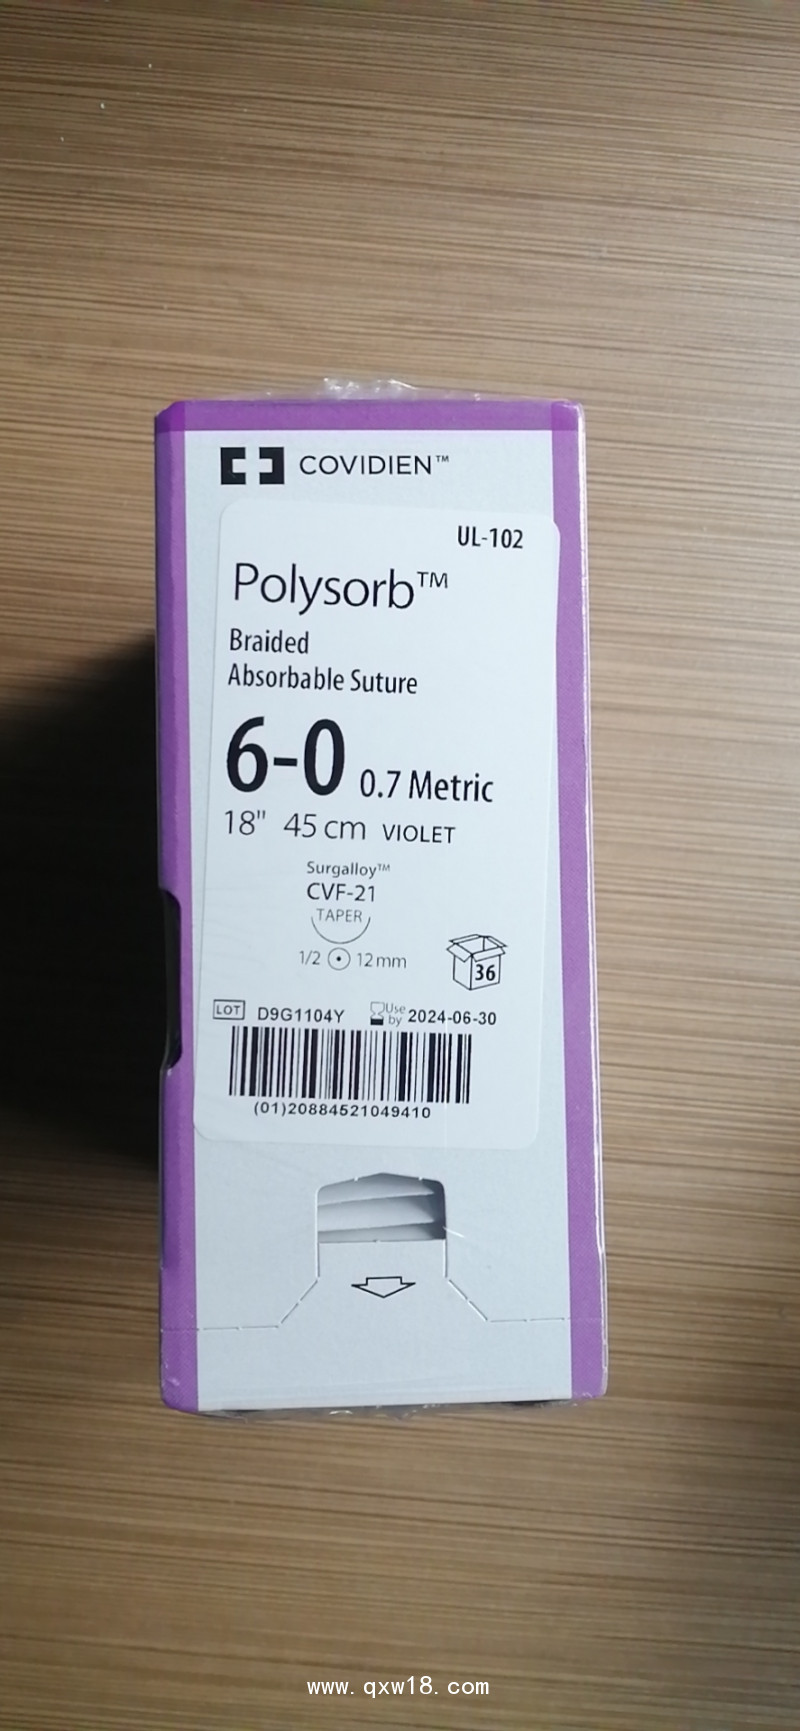 COVIDIEN™
UL-102
Polysorb™
Braided
Absorbable Suture
6-0 0.7 Metric
18" 45 cm VIOLET
Surgalloy™
CVF-21
TAPER
1/2 12 mm
36
LOT D9G1104Y Use by 2024-06-30
(01)20884521049410
www.qxw18.com